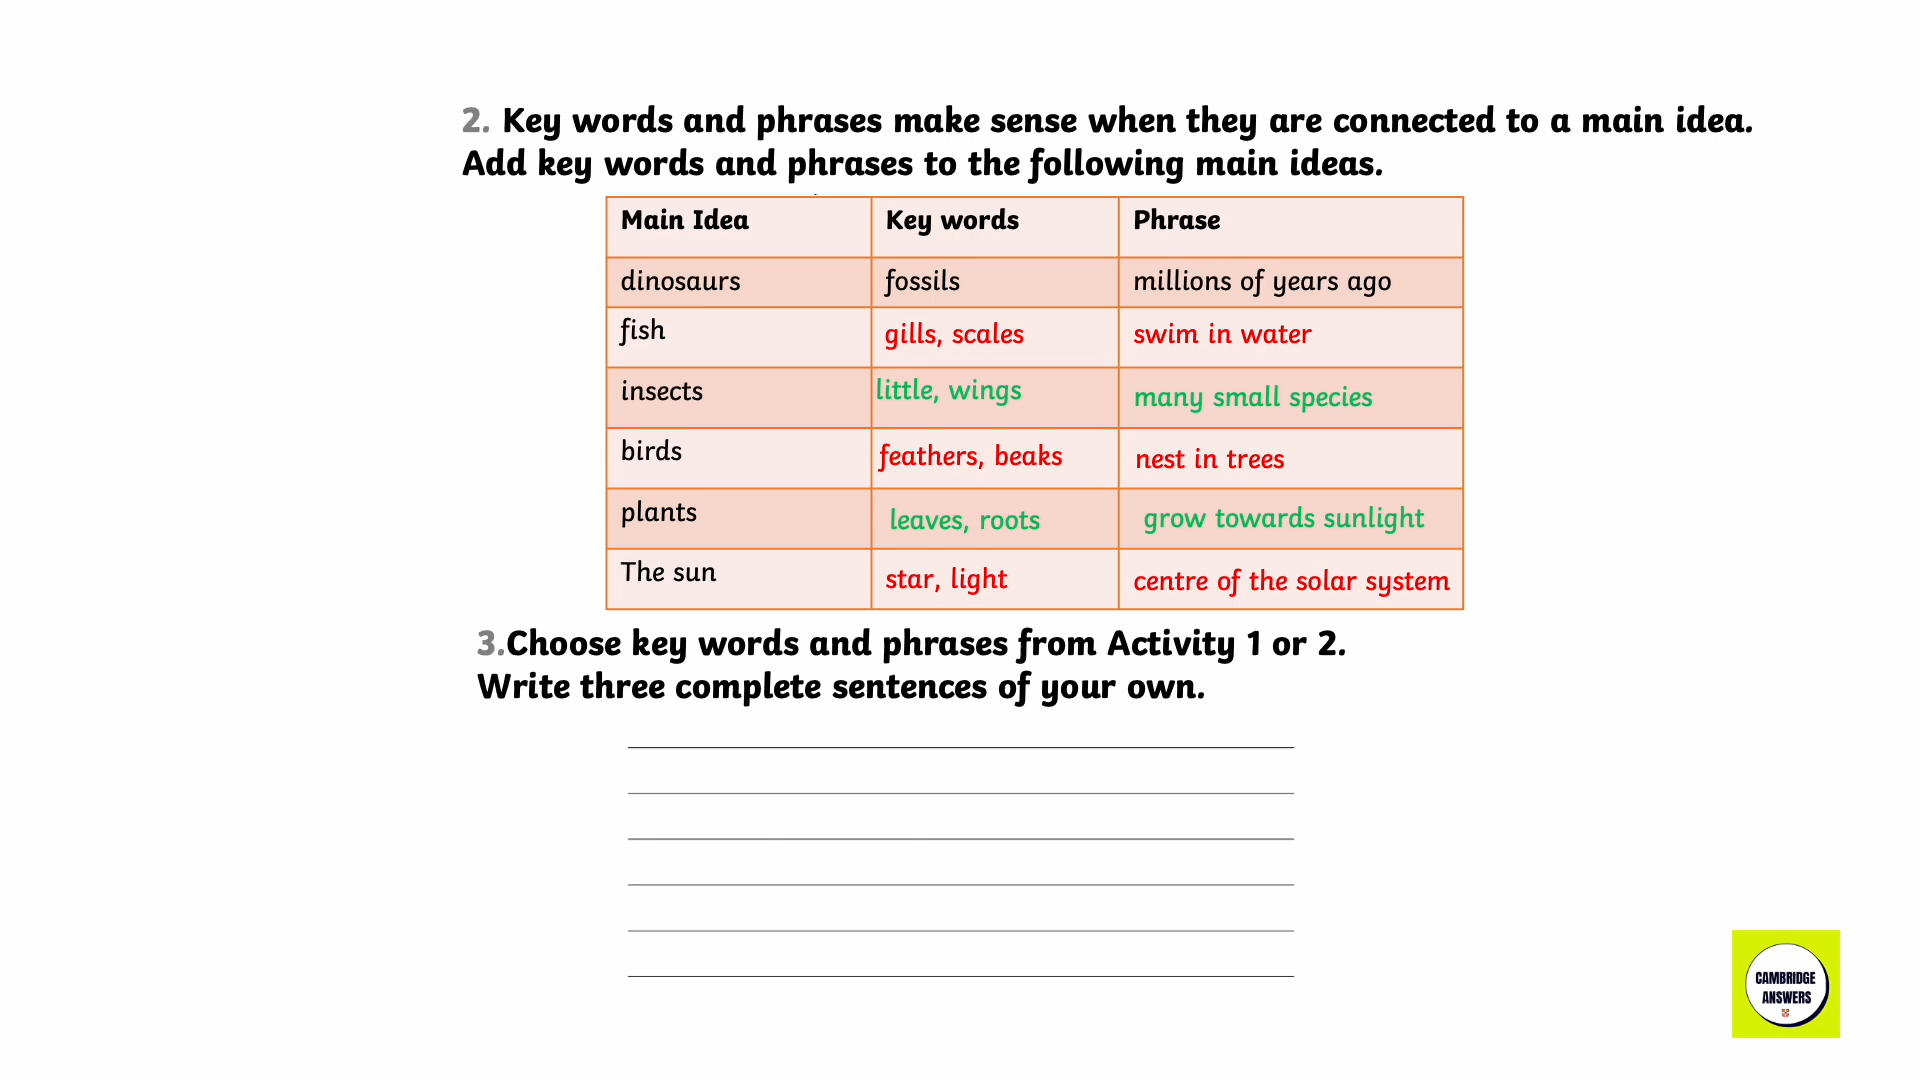 2. Key words and phrases make sense when they are connected to a main idea.
Add key words and phrases to the following main ideas.
Main Idea Key words Phrase
dinosaurs fossils millions of years ago
fish gills, scales swim in water
insects little, wings many small species
birds feathers, beaks nest in trees
plants leaves, roots grow towards sunlight
The sun star, light centre of the solar system
3.Choose key words and phrases from Activity 1 or 2.
Write three complete sentences of your own.
CAMBRIDGE
ANSWERS